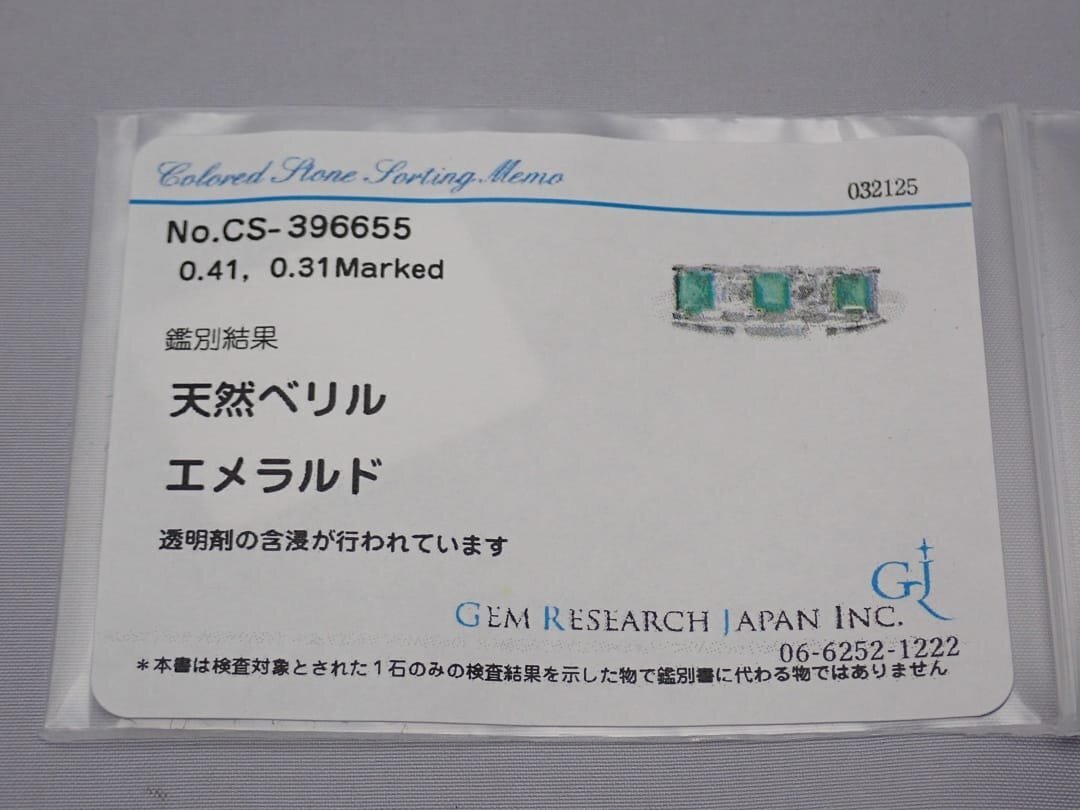 Colored Stone Sorting Memo
032125
No.CS-396655
0.41, 0.31Marked
鑑別結果
天然ベリル
エメラルド
透明剤の含浸が行われています
GJ
GEM RESEARCH JAPAN INC.
06-6252-1222
*本書は検査対象とされた1石のみの検査結果を示した物で鑑別書に代わる物ではありません